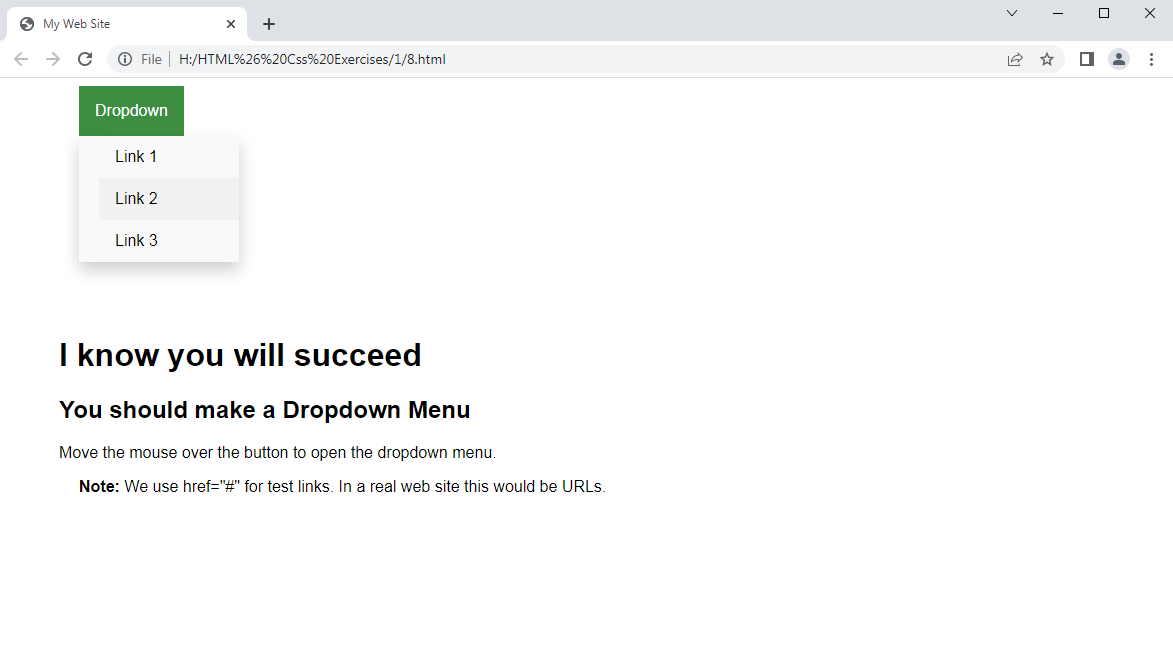 My Web Site
File H:/HTML%26%20Css%20Exercises/1/8.html
Dropdown
Link 1
Link 2
Link 3
I know you will succeed
You should make a Dropdown Menu
Move the mouse over the button to open the dropdown menu.
Note: We use href="#" for test links. In a real web site this would be URLs.